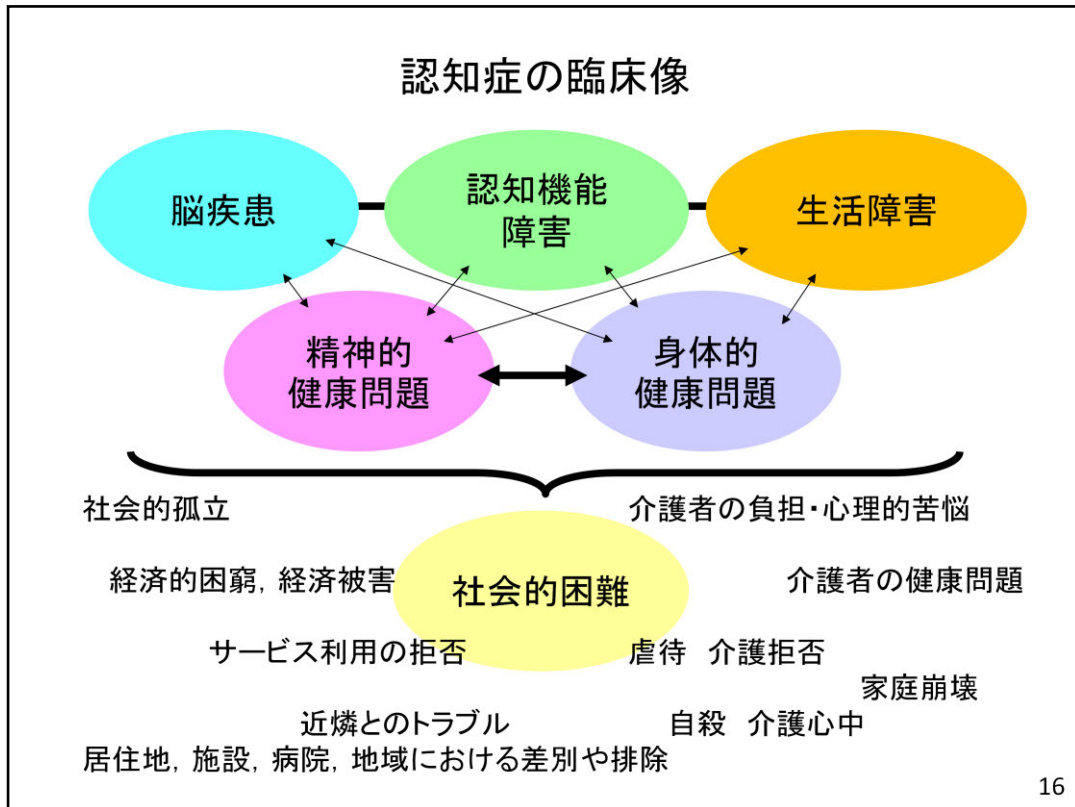 認知症の臨床像
脳疾患
認知機能
障害
生活障害
精神的
健康問題
身体的
健康問題
社会的孤立
介護者の負担・心理的苦悩
経済的困窮，経済被害
社会的困難
介護者の健康問題
サービス利用の拒否
虐待　介護拒否
家庭崩壊
近燐とのトラブル
自殺　介護心中
居住地，施設，病院，地域における差別や排除
16